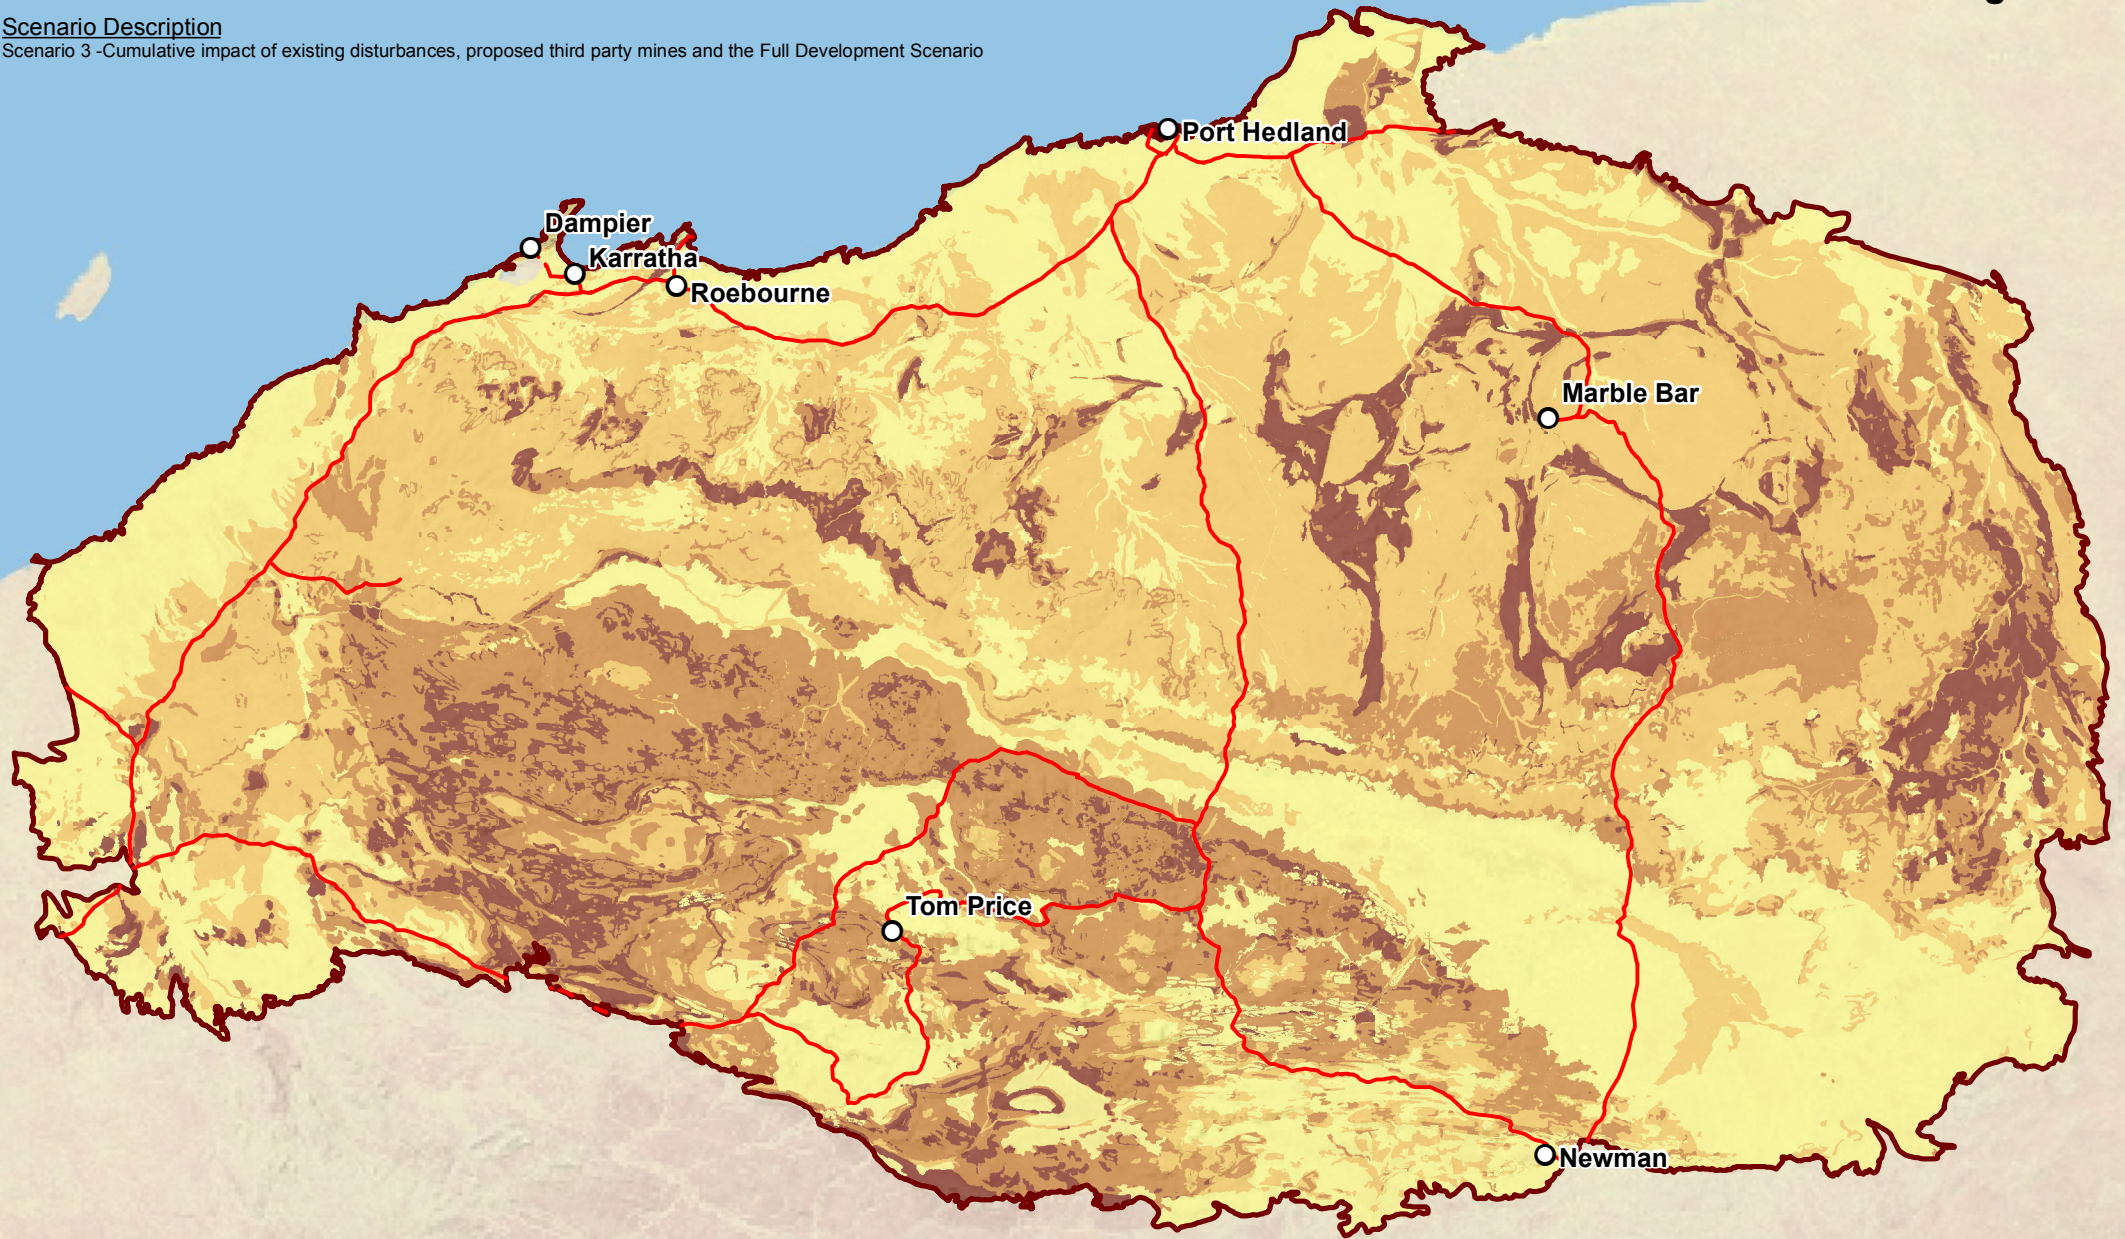 Scenario Description
Scenario 3 -Cumulative impact of existing disturbances, proposed third party mines and the Full Development Scenario
Port Hedland
Dampier
Karratha
Roebourne
Marble Bar
Tom Price
Newman